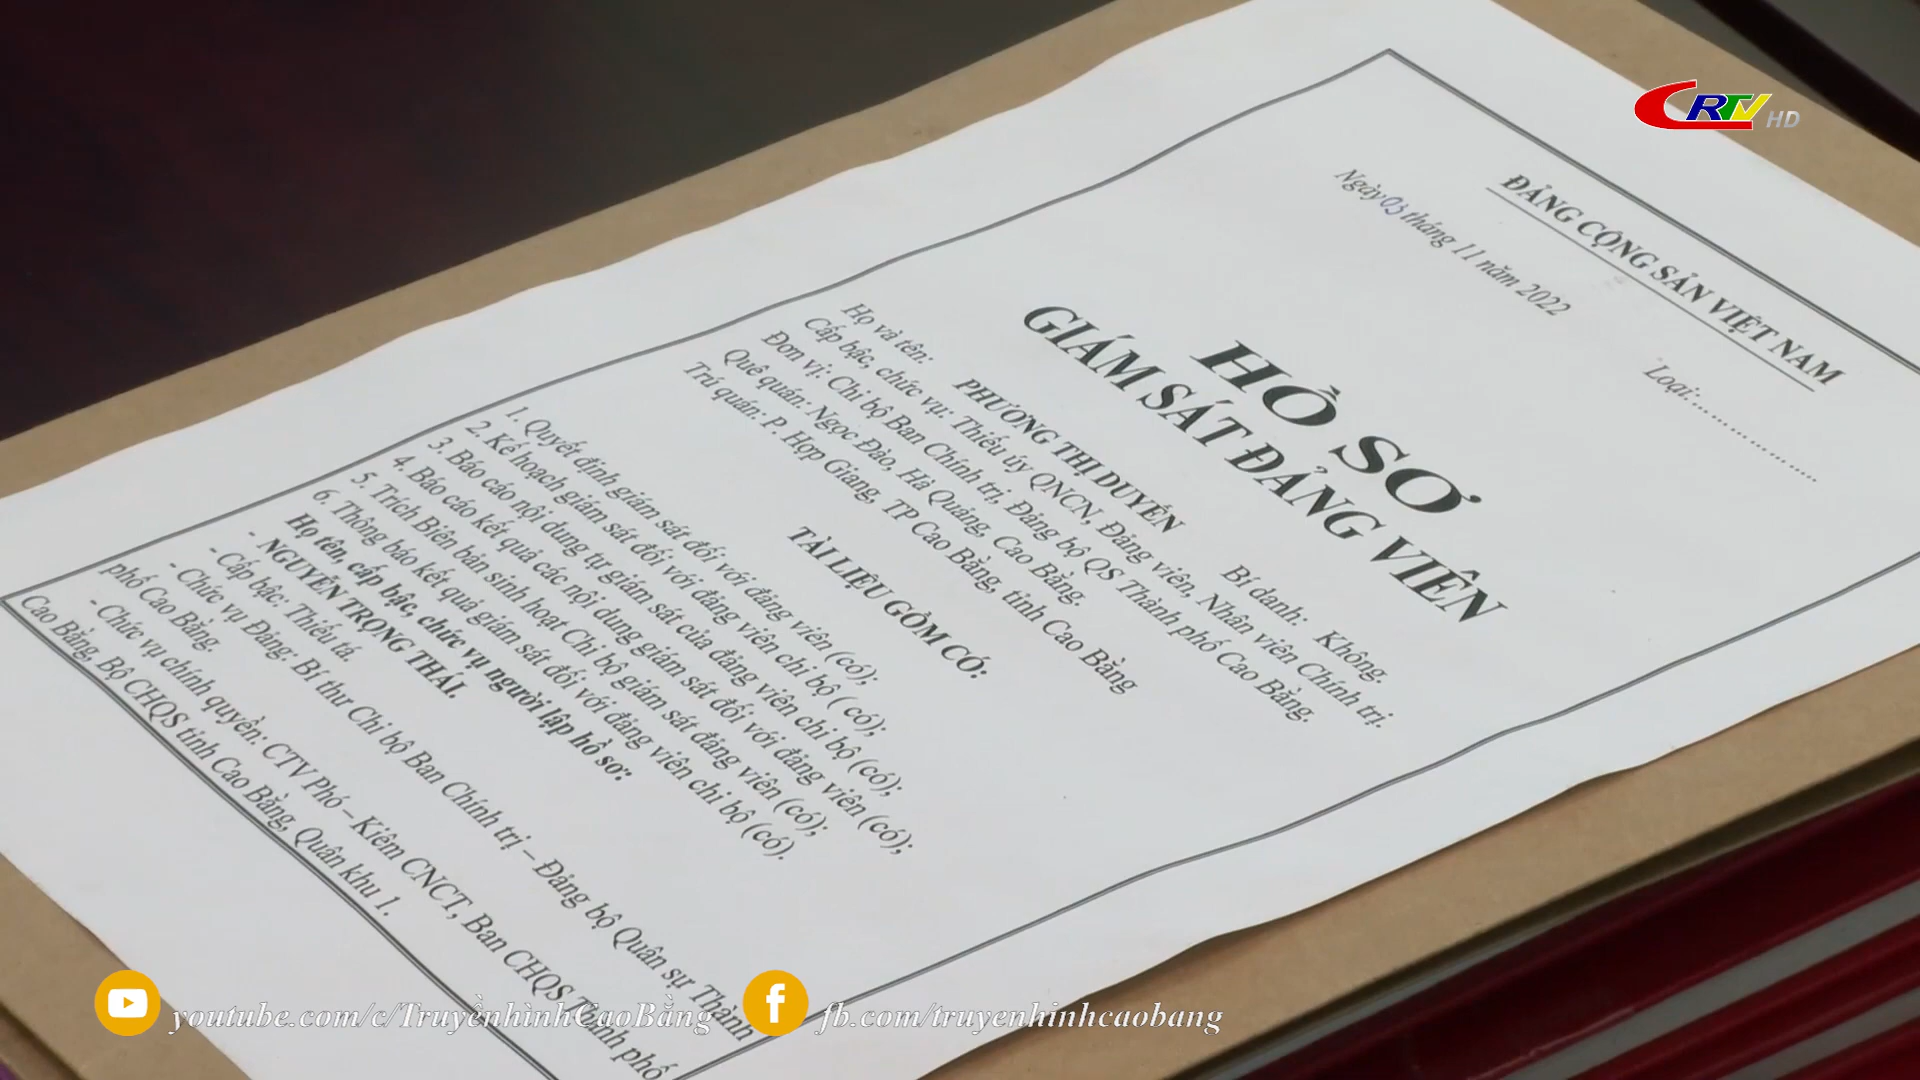 CRTV HD
ĐẢNG CỘNG SẢN VIỆT NAM
Ngày 03 tháng 11 năm 2022
Loại:..................
HỒ SƠ
GIÁM SÁT ĐẢNG VIÊN
Họ và tên: PHƯƠNG THỊ DUYÊN Bí danh: Không.
Cấp bậc, chức vụ: Thiếu úy QNCN, Đảng viên, Nhân viên Chính trị.
Đơn vị: Chi bộ Ban Chính trị, Đảng bộ QS Thành phố Cao Bằng.
Quê quán: Ngọc Đào, Hà Quảng, Cao Bằng.
Trú quán: P. Hợp Giang, TP Cao Bằng, tỉnh Cao Bằng
TÀI LIỆU GỒM CÓ:
1. Quyết định giám sát đối với đảng viên (có);
2. Kế hoạch giám sát đối với đảng viên chi bộ ( có);
3. Báo cáo nội dung tự giám sát của đảng viên chi bộ (có);
4. Báo cáo kết quả các nội dung giám sát đối với đảng viên (có);
5. Trích Biên bản sinh hoạt Chi bộ giám sát đảng viên (có);
6. Thông báo kết quả giám sát đối với đảng viên chi bộ (có).
Họ tên, cấp bậc, chức vụ người lập hồ sơ:
- NGUYỄN TRỌNG THÁI.
- Cấp bậc: Thiếu tá.
- Chức vụ Đảng: Bí thư Chi bộ Ban Chính trị – Đảng bộ Quân sự Thành
phố Cao Bằng.
- Chức vụ chính quyền: CTV Phó – Kiêm CNCT, Ban CHQS Thành phố
Cao Bằng, Bộ CHQS tỉnh Cao Bằng, Quân khu 1.
youtube.com/c/TruyềnhìnhCaoBằng
fb.com/truyenhinhcaobang